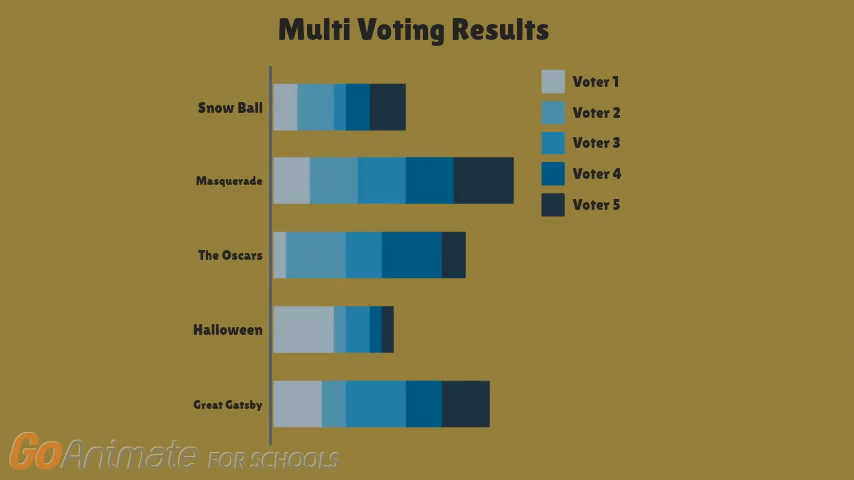 Multi Voting Results
Snow Ball
Masquerade
The Oscars
Halloween
Great Gatsby
Voter 1
Voter 2
Voter 3
Voter 4
Voter 5
GoAnimate FOR SCHOOLS